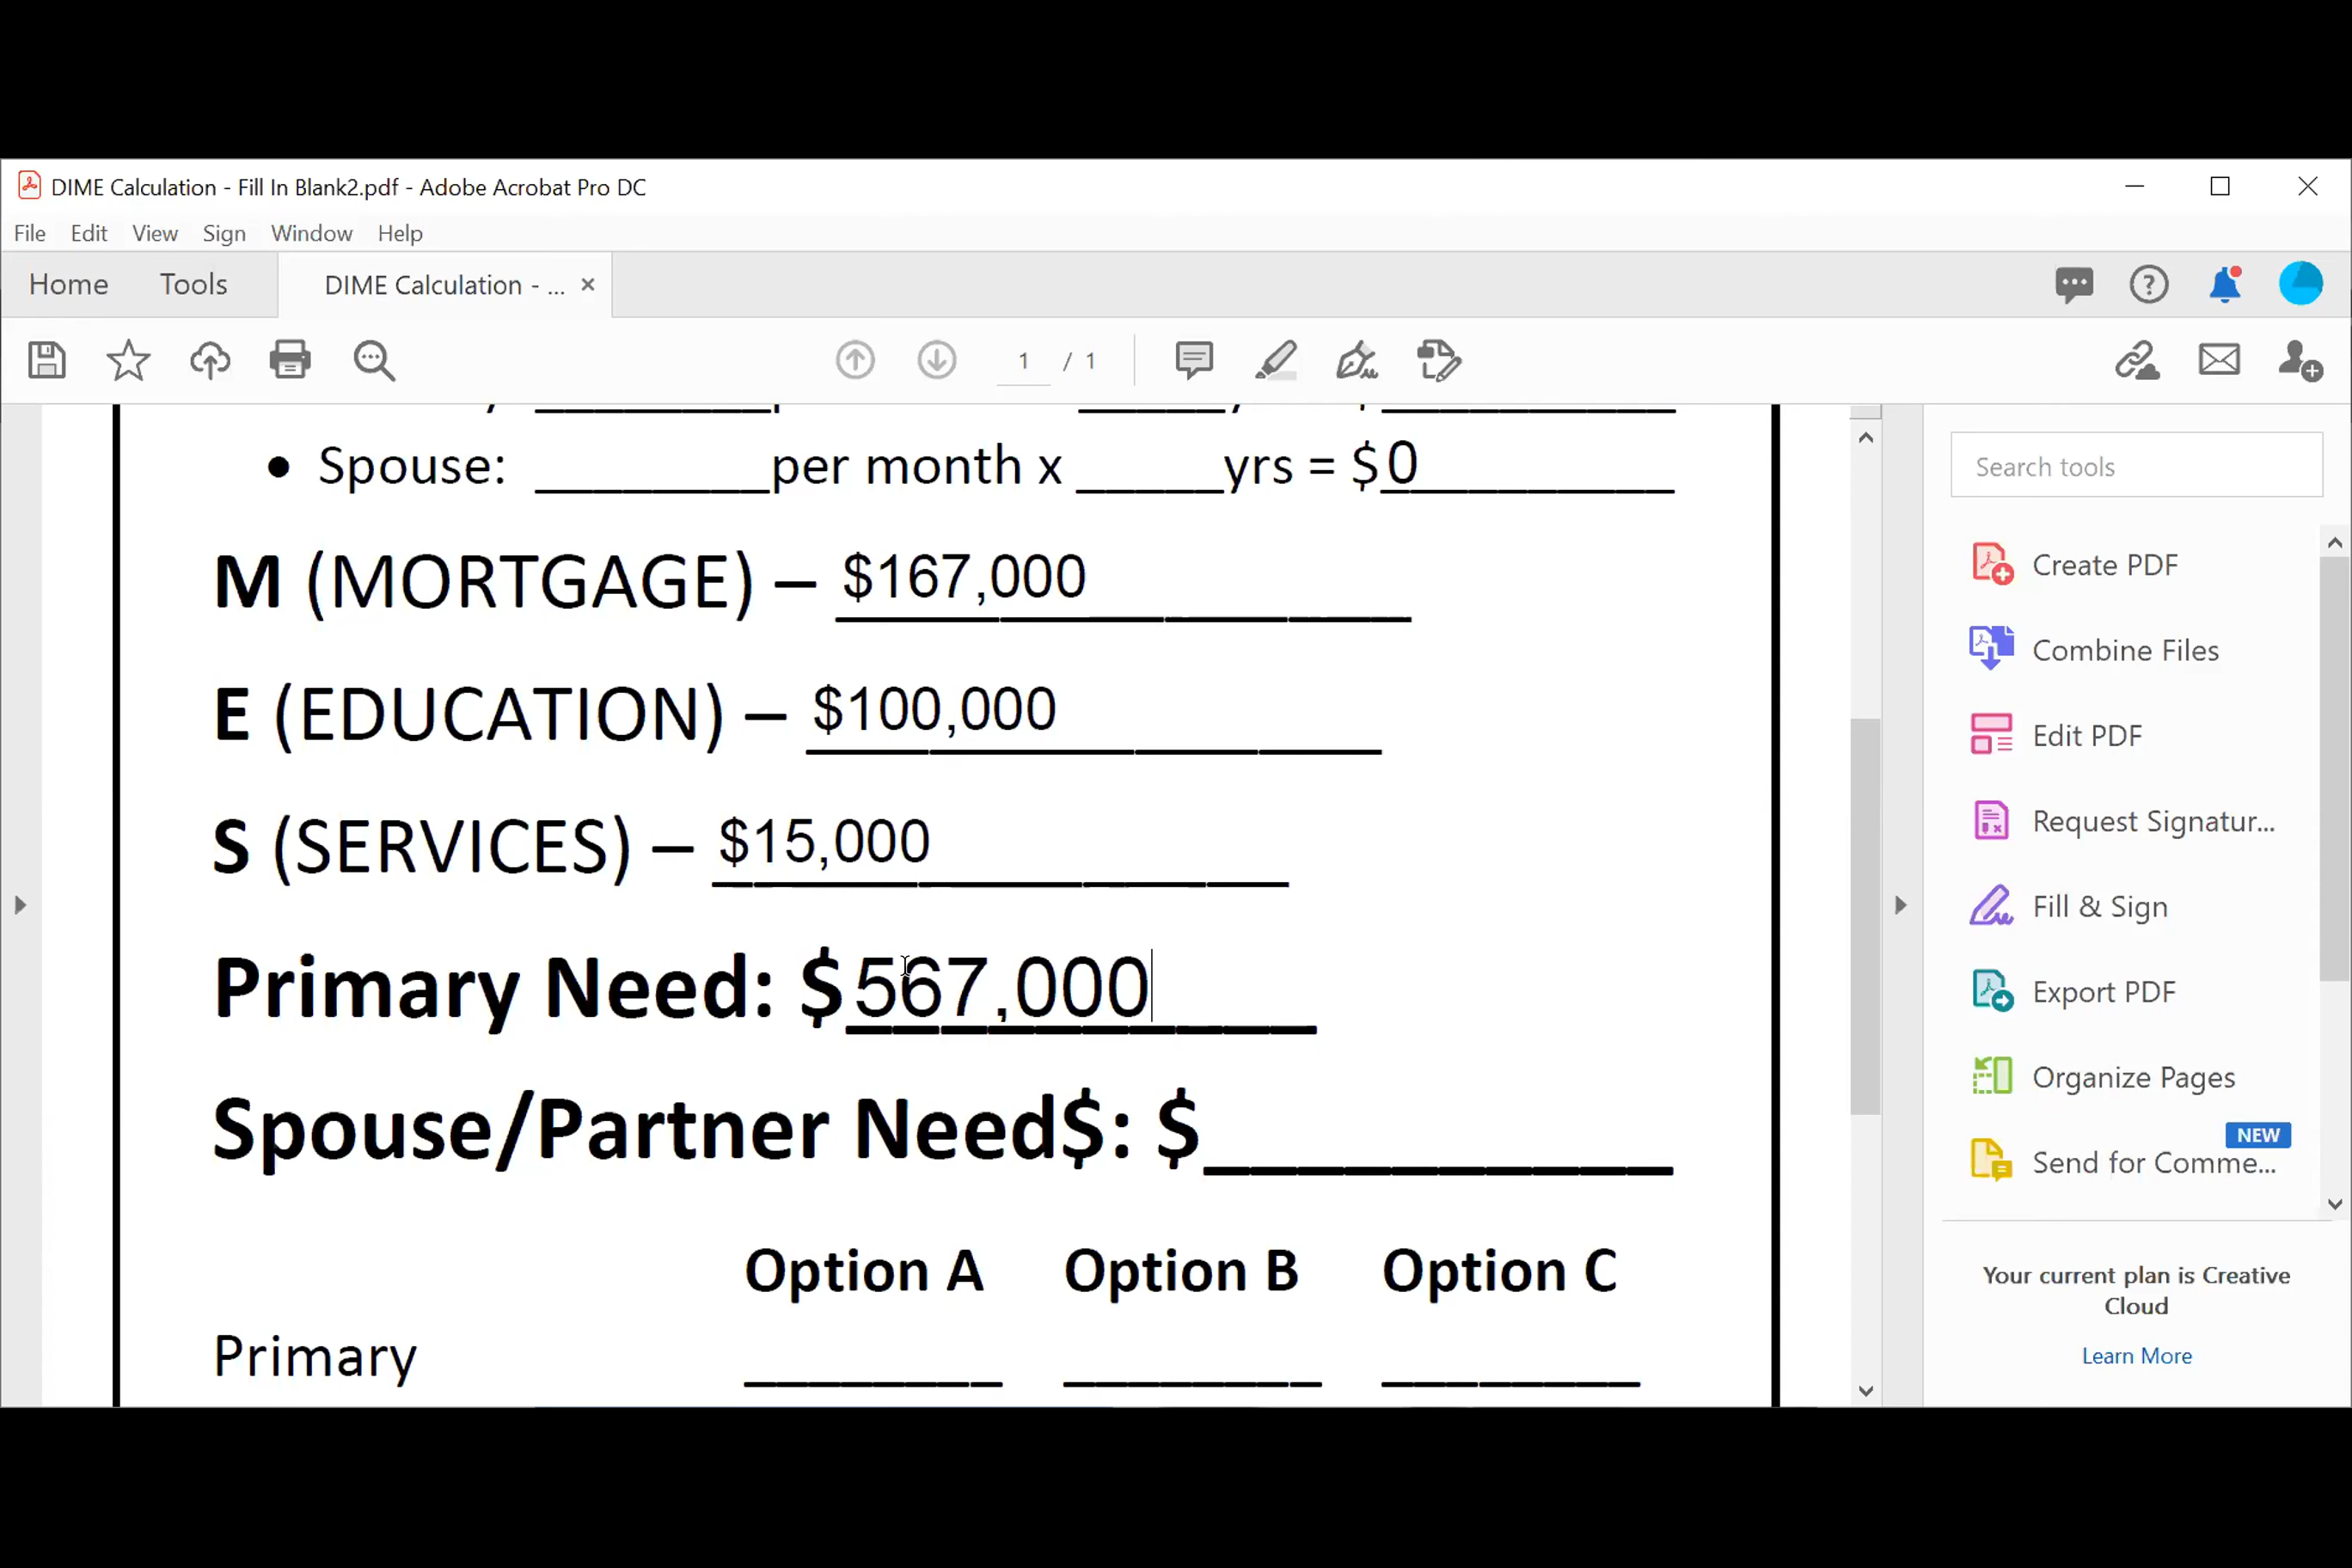 DIME Calculation - Fill In Blank2.pdf - Adobe Acrobat Pro DC
File Edit View Sign Window Help
Home Tools DIME Calculation - ... ×
1 / 1
• Spouse: ________per month x _____yrs = $0
M (MORTGAGE) – $167,000
E (EDUCATION) – $100,000
S (SERVICES) – $15,000
Primary Need: $567,000
Spouse/Partner Need$: $__________
Option A Option B Option C
Primary
Search tools
Create PDF
Combine Files
Edit PDF
Request Signatur...
Fill & Sign
Export PDF
Organize Pages
NEW
Send for Comme...
Your current plan is Creative
Cloud
Learn More